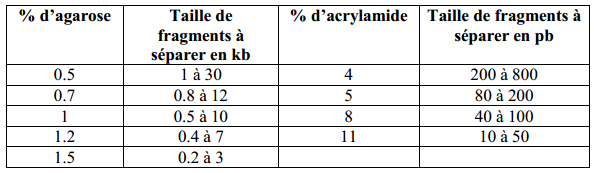 % d’agarose Taille de fragments à séparer en kb % d’acrylamide Taille de fragments à séparer en pb
0.5 1 à 30 4 200 à 800
0.7 0.8 à 12 5 80 à 200
1 0.5 à 10 8 40 à 100
1.2 0.4 à 7 11 10 à 50
1.5 0.2 à 3